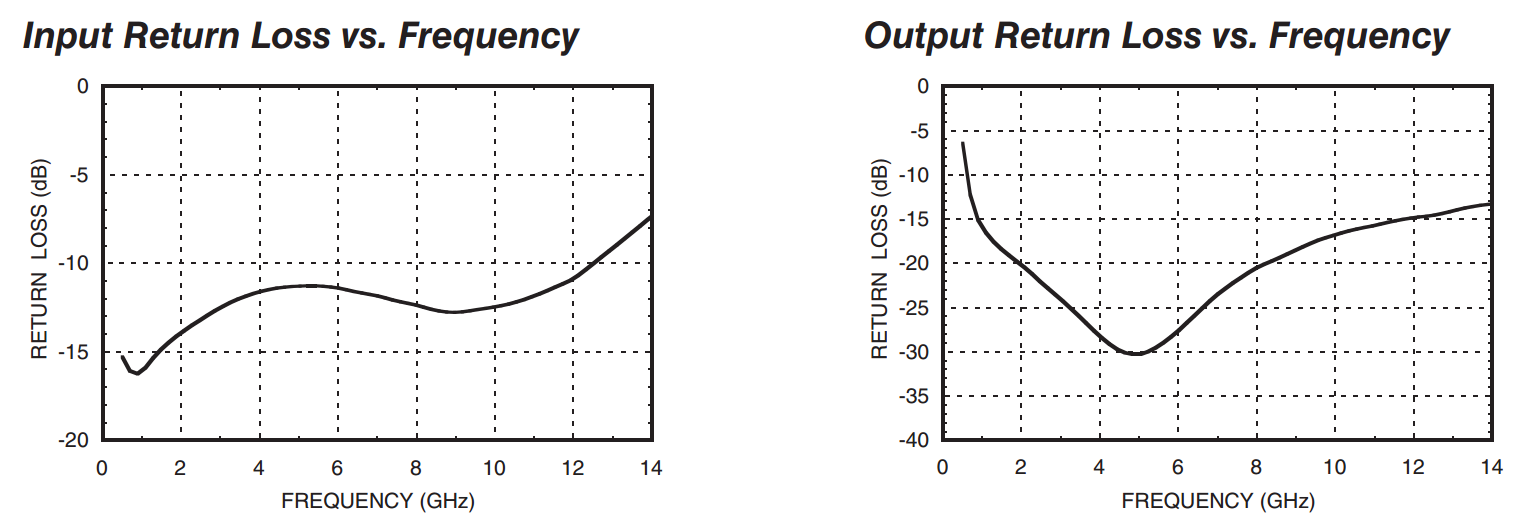 Input Return Loss vs. Frequency
0
-5
-10
-15
-20
RETURN LOSS (dB)
0 2 4 6 8 10 12 14
FREQUENCY (GHz)
Output Return Loss vs. Frequency
0
-5
-10
-15
-20
-25
-30
-35
-40
RETURN LOSS (dB)
0 2 4 6 8 10 12 14
FREQUENCY (GHz)